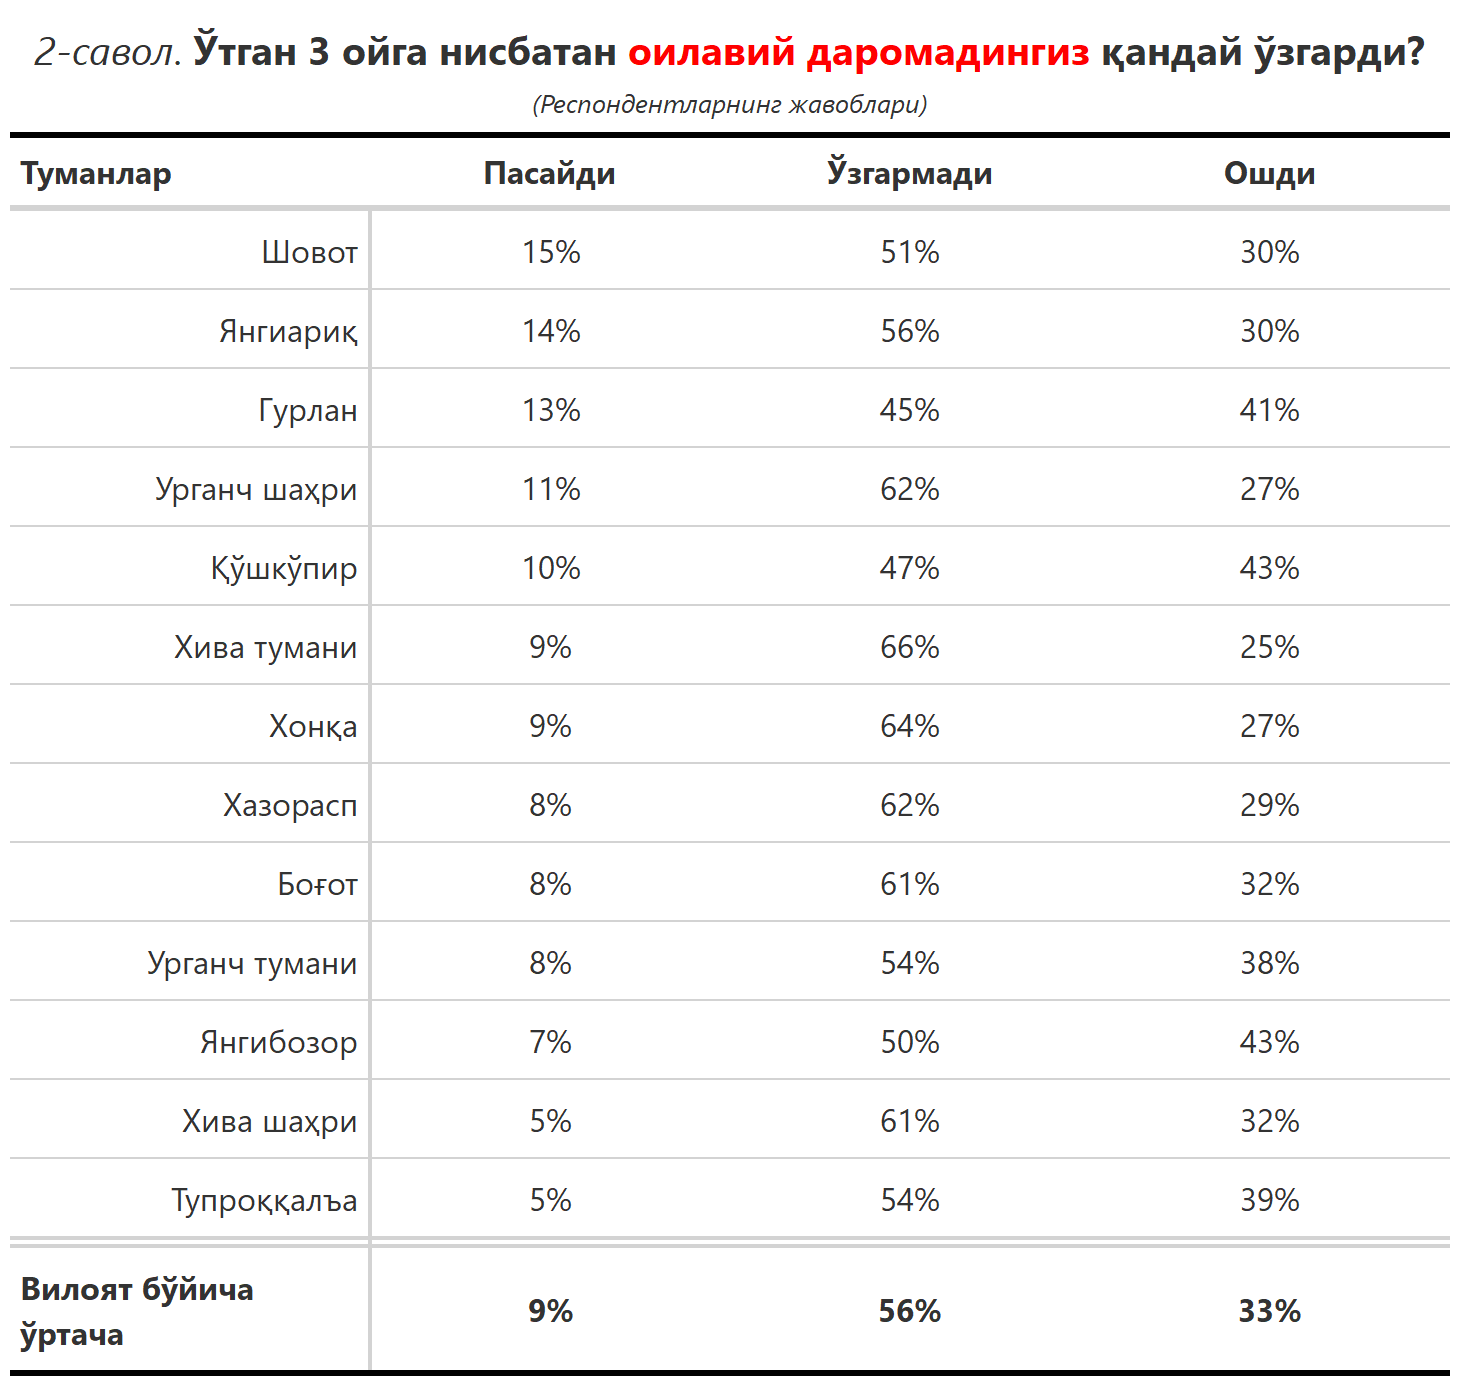 2-савол. Ўтган 3 ойга нисбатан оилавий даромадингиз қандай ўзгарди?
(Респондентларнинг жавоблари)
Туманлар Пасайди Ўзгармади Ошди
Шовот 15% 51% 30%
Янгиариқ 14% 56% 30%
Гурлан 13% 45% 41%
Урганч шаҳри 11% 62% 27%
Қўшкўпир 10% 47% 43%
Хива тумани 9% 66% 25%
Хонқа 9% 64% 27%
Хазорасп 8% 62% 29%
Боғот 8% 61% 32%
Урганч тумани 8% 54% 38%
Янгибозор 7% 50% 43%
Хива шаҳри 5% 61% 32%
Тупроққалъа 5% 54% 39%
Вилоят бўйича
ўртача 9% 56% 33%